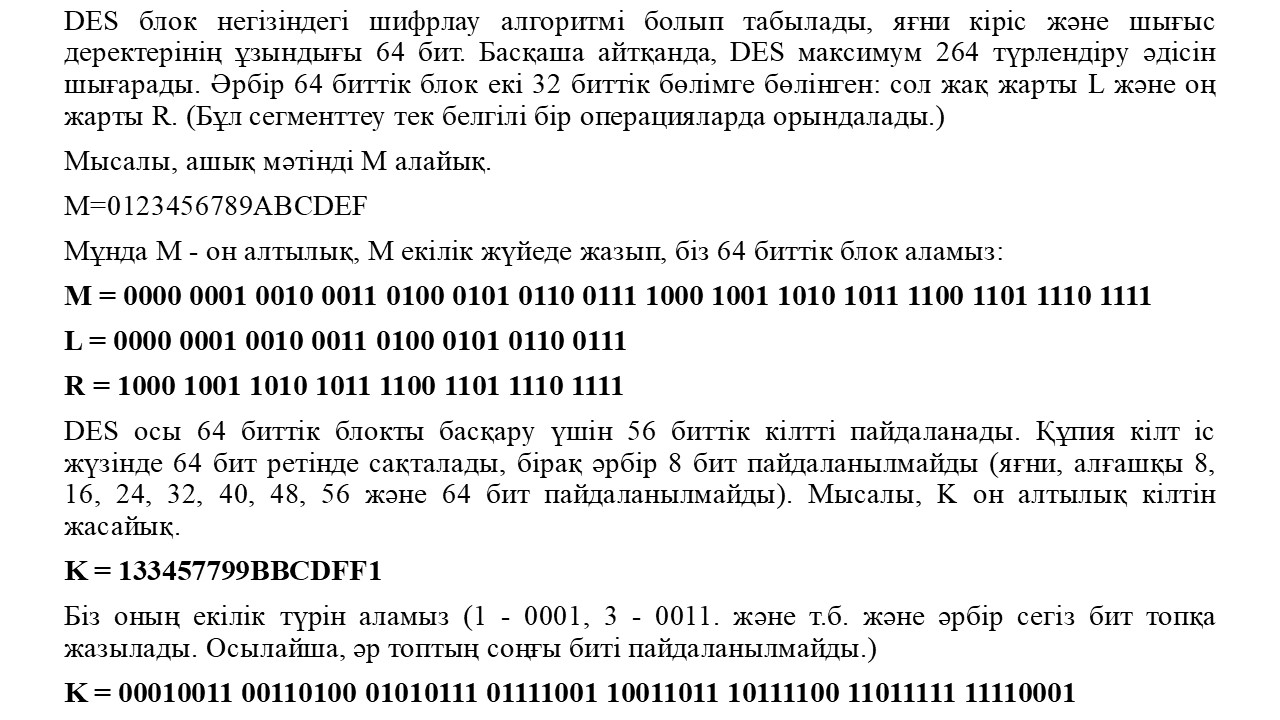 DES блок негізіндегі шифрлау алгоритмі болып табылады, яғни кіріс және шығыс
деректерінің ұзындығы 64 бит. Басқаша айтқанда, DES максимум 264 түрлендіру әдісін
шығарады. Әрбір 64 биттік блок екі 32 биттік бөлімге бөлінген: сол жақ жарты L және оң
жарты R. (Бұл сегменттеу тек белгілі бір операцияларда орындалады.)
Мысалы, ашық мәтінді M алайық.
M=0123456789ABCDEF
Мұнда M - он алтылық, M екілік жүйеде жазып, біз 64 биттік блок аламыз:
M = 0000 0001 0010 0011 0100 0101 0110 0111 1000 1001 1010 1011 1100 1101 1110 1111
L = 0000 0001 0010 0011 0100 0101 0110 0111
R = 1000 1001 1010 1011 1100 1101 1110 1111
DES осы 64 биттік блокты басқару үшін 56 биттік кілтті пайдаланады. Құпия кілт іс
жүзінде 64 бит ретінде сақталады, бірақ әрбір 8 бит пайдаланылмайды (яғни, алғашқы 8,
16, 24, 32, 40, 48, 56 және 64 бит пайдаланылмайды). Мысалы, K он алтылық кілтін
жасайық.
K = 133457799BBCDFF1
Біз оның екілік түрін аламыз (1 - 0001, 3 - 0011. және т.б. және әрбір сегіз бит топқа
жазылады. Осылайша, әр топтың соңғы биті пайдаланылмайды.)
K = 00010011 00110100 01010111 01111001 10011011 10111100 11011111 11110001